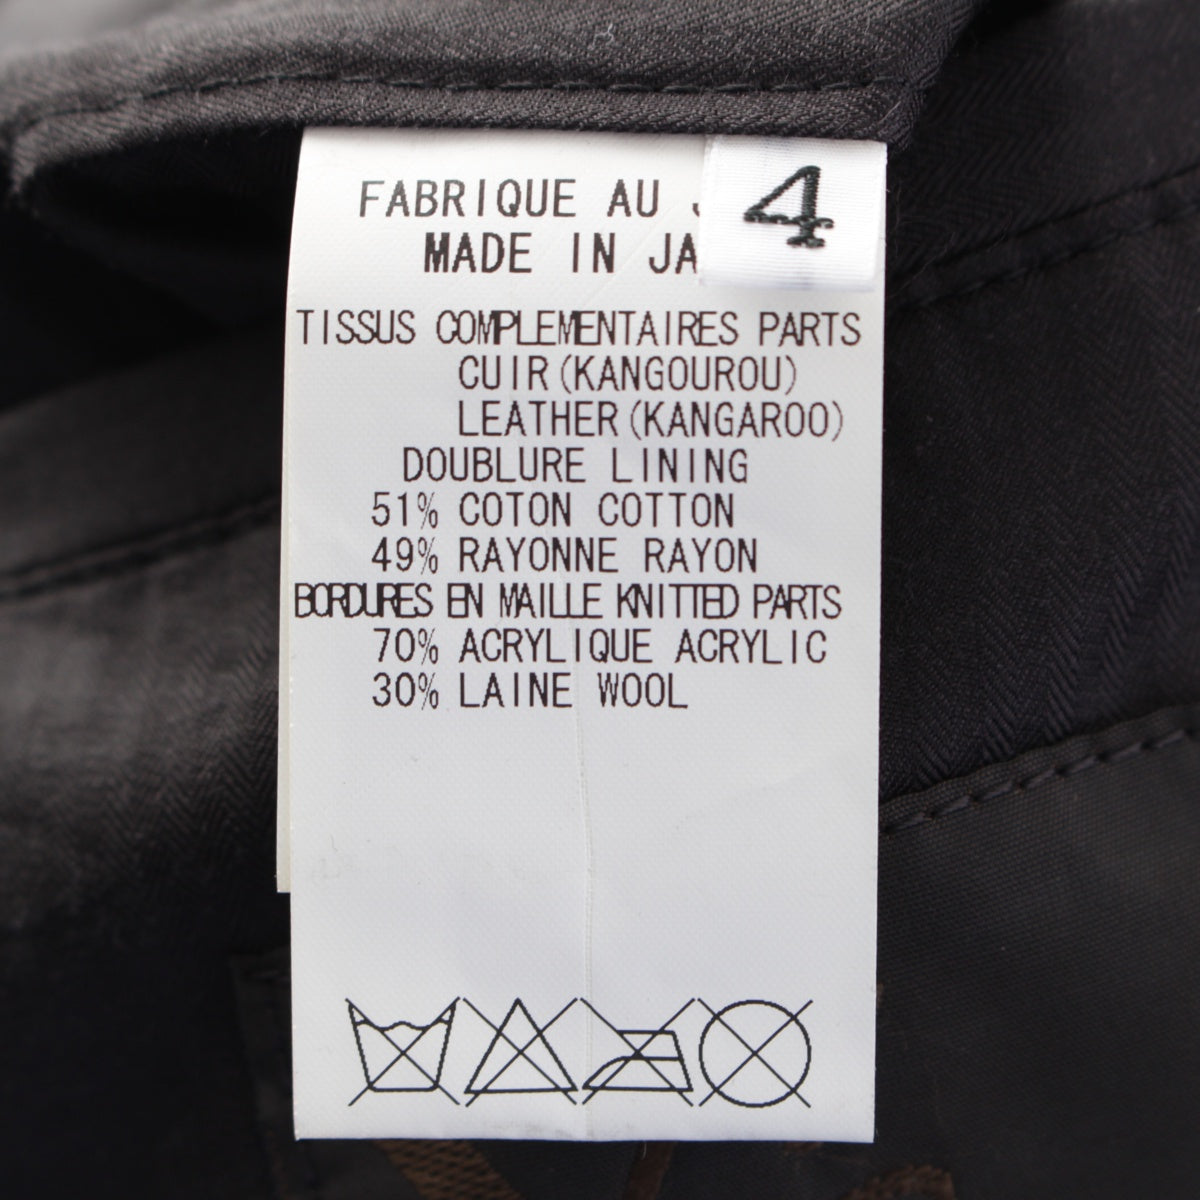 FABRIQUE AU
4
MADE IN
TISSUS COMPLEMENTAIRES PARTS
CUIR (KANGOUROU)
LEATHER (KANGAROO)
DOUBLURE LINING
51% COTON COTTON
49% RAYONNE RAYON
BORDURES EN MAILLE KNITTED PARTS
70% ACRYLIQUE ACRYLIC
30% LAINE WOOL